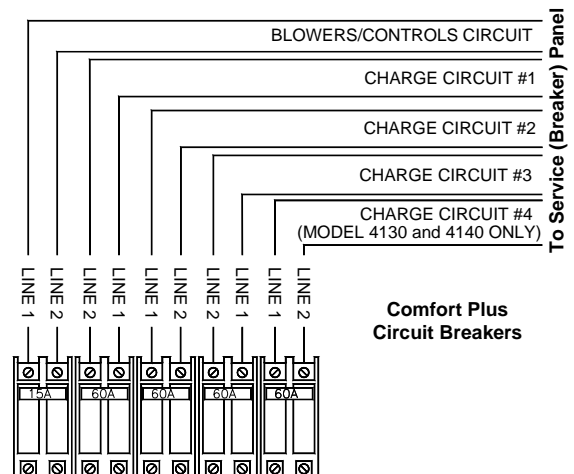 BLOWERS/CONTROLS CIRCUIT
CHARGE CIRCUIT #1
CHARGE CIRCUIT #2
CHARGE CIRCUIT #3
CHARGE CIRCUIT #4
(MODEL 4130 and 4140 ONLY)
To Service (Breaker) Panel
LINE 1
LINE 2
LINE 2
LINE 1
LINE 1
LINE 2
LINE 2
LINE 1
LINE 1
LINE 2
Comfort Plus
Circuit Breakers
15A
60A
60A
60A
60A